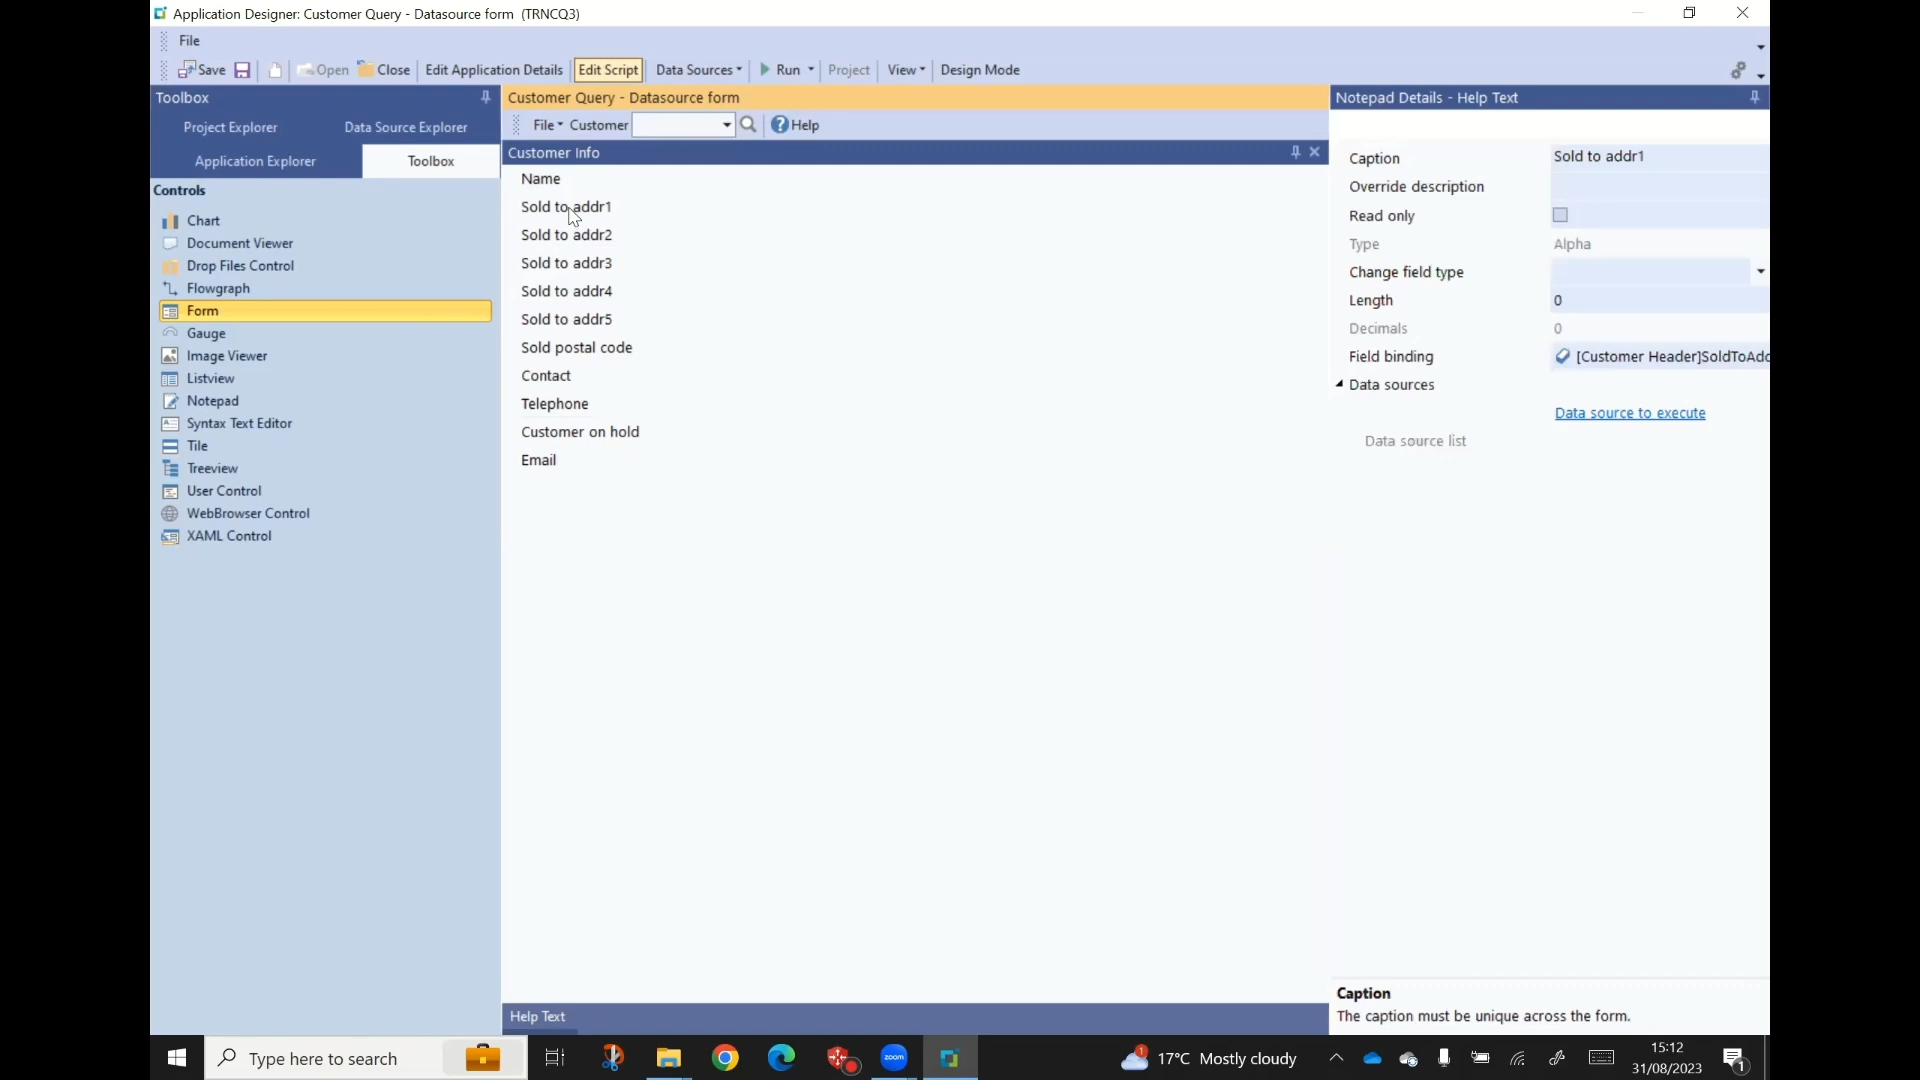 Application Designer: Customer Query - Datasource form (TRNCQ3)
File
Save Open Close Edit Application Details Edit Script Data Sources Run Project View Design Mode
Toolbox
Project Explorer Data Source Explorer
Application Explorer Toolbox
Controls
Chart
Document Viewer
Drop Files Control
Flowgraph
Form
Gauge
Image Viewer
Listview
Notepad
Syntax Text Editor
Tile
Treeview
User Control
WebBrowser Control
XAML Control
Customer Query - Datasource form
File Customer Help
Customer Info
Name
Sold to addr1
Sold to addr2
Sold to addr3
Sold to addr4
Sold to addr5
Sold postal code
Contact
Telephone
Customer on hold
Email
Help Text
Notepad Details - Help Text
Caption Sold to addr1
Override description
Read only
Type Alpha
Change field type
Length 0
Decimals 0
Field binding [Customer Header]SoldToAdd
Data sources
Data source to execute
Data source list
Caption
The caption must be unique across the form.
Type here to search
zoom
1
17°C Mostly cloudy
15:12
31/08/2023
1